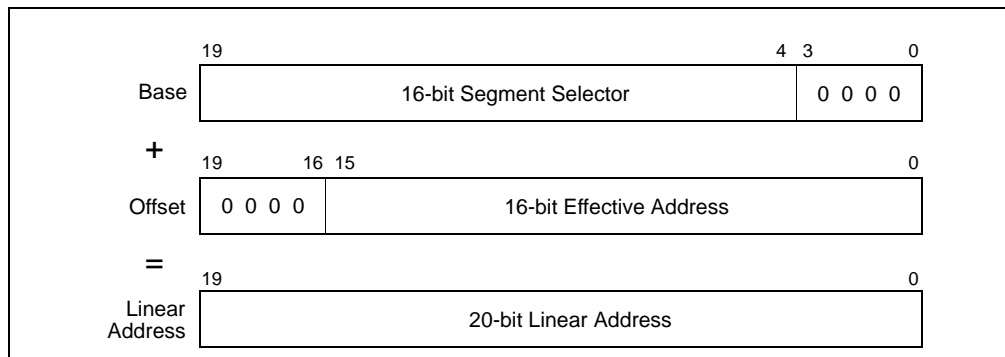 19 4 3 0
Base 16-bit Segment Selector 0 0 0 0
+
19 16 15 0
Offset 0 0 0 0 16-bit Effective Address
=
19 0
Linear
Address
20-bit Linear Address